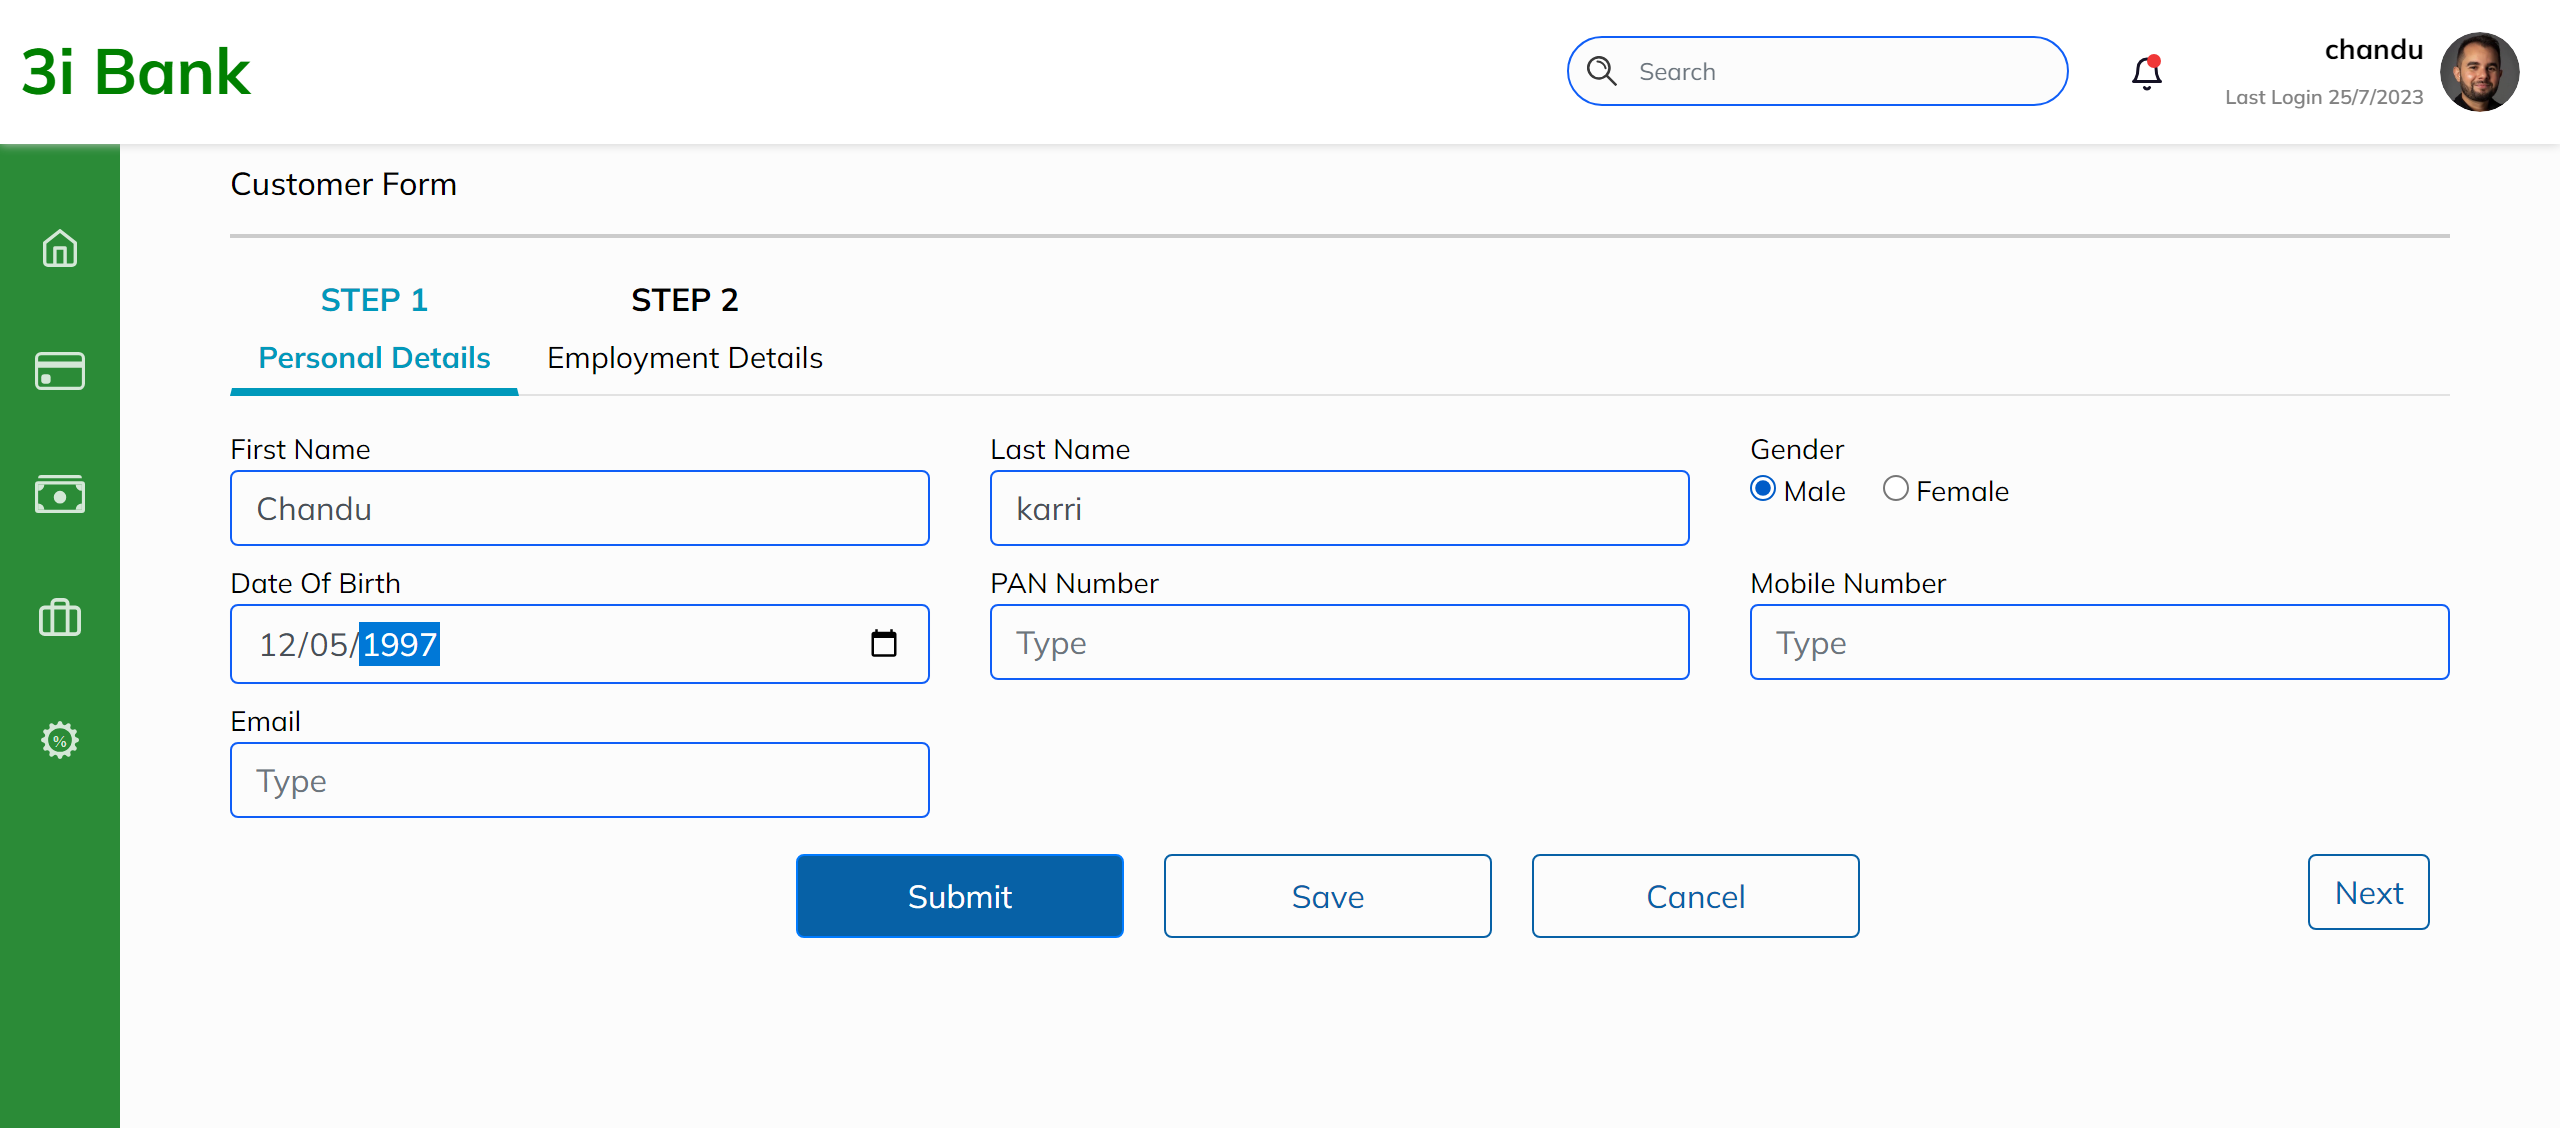 3i Bank
Search
chandu
Last Login 25/7/2023
Customer Form
STEP 1
Personal Details
STEP 2
Employment Details
First Name
Chandu
Last Name
karri
Gender
Male
Female
Date Of Birth
12/05/1997
PAN Number
Type
Mobile Number
Type
Email
Type
Submit
Save
Cancel
Next
%